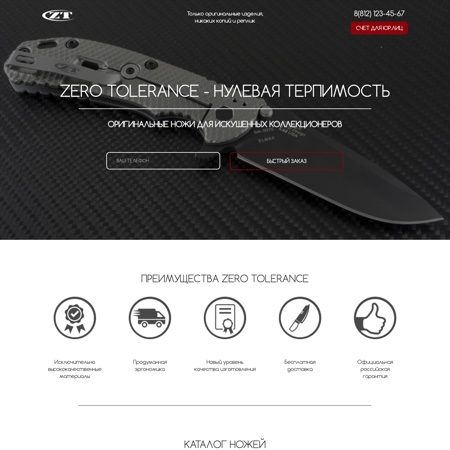 ZT
Только оригинальные изделия,
никаких копий и реплик
8(812) 123-45-67
СЧЕТ ДЛЯ ЮР.ЛИЦ
ZERO TOLERANCE - НУЛЕВАЯ ТЕРПИМОСТЬ
ОРИГИНАЛЬНЫЕ НОЖИ ДЛЯ ИСКУШЕННЫХ КОЛЛЕКЦИОНЕРОВ
ВАШ ТЕЛЕФОН
БЫСТРЫЙ ЗАКАЗ
ПРЕИМУЩЕСТВА ZERO TOLERANCE
Исключительно
высококачественные
материалы
Продуманная
эргономика
Новый уровень
качества изготовления
Бесплатная
доставка
Официальная
российская
гарантия
КАТАЛОГ НОЖЕЙ